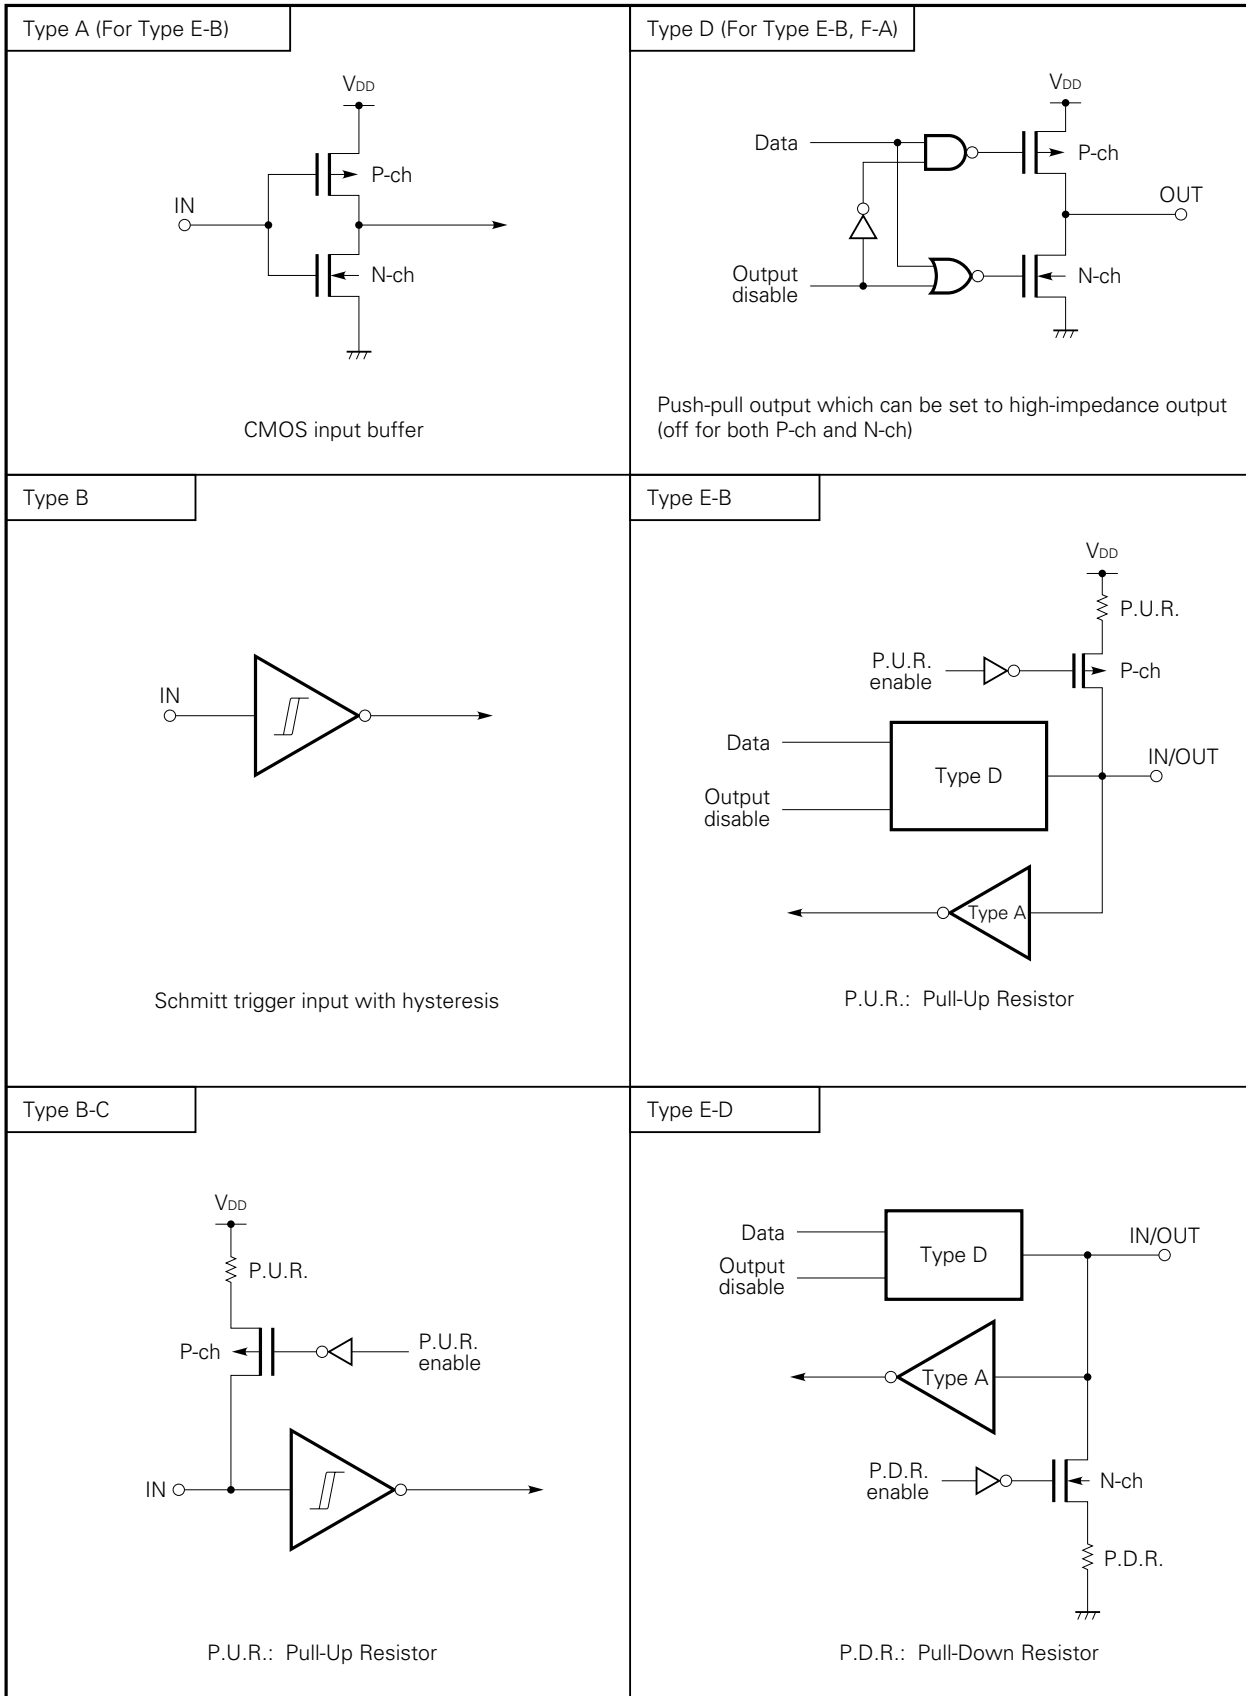 Type A (For Type E-B)
VDD
P-ch
IN
N-ch
CMOS input buffer
Type D (For Type E-B, F-A)
VDD
Data
P-ch
OUT
Output
disable
N-ch
Push-pull output which can be set to high-impedance output
(off for both P-ch and N-ch)
Type B
IN
Schmitt trigger input with hysteresis
Type E-B
VDD
P.U.R.
P.U.R.
enable
P-ch
Data
Type D
IN/OUT
Output
disable
Type A
P.U.R.: Pull-Up Resistor
Type B-C
VDD
P.U.R.
P-ch
P.U.R.
enable
IN
P.U.R.: Pull-Up Resistor
Type E-D
Data
Type D
IN/OUT
Output
disable
Type A
P.D.R.
enable
N-ch
P.D.R.
P.D.R.: Pull-Down Resistor